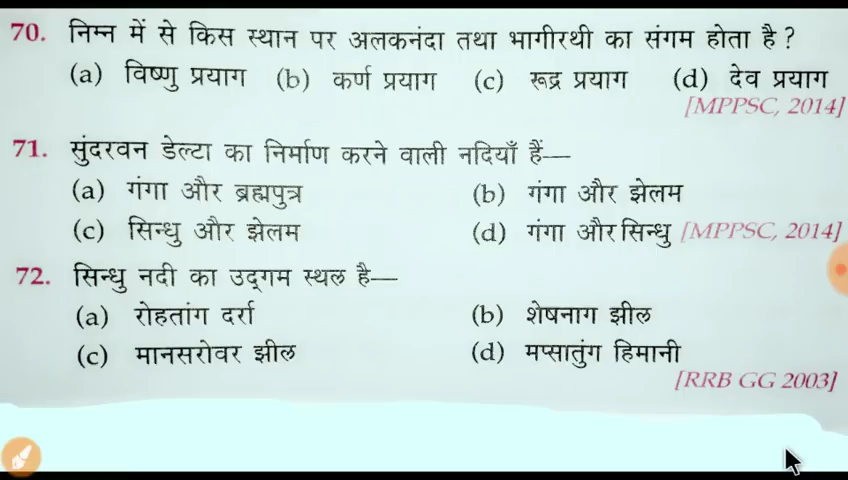 70. निम्न में से किस स्थान पर अलकनंदा तथा भागीरथी का संगम होता है ?
(a) विष्णु प्रयाग (b) कर्ण प्रयाग (c) रूद्र प्रयाग (d) देव प्रयाग
[MPPSC, 2014]
71. सुंदरवन डेल्टा का निर्माण करने वाली नदियाँ हैं—
(a) गंगा और ब्रह्मपुत्र (b) गंगा और झेलम
(c) सिन्धु और झेलम (d) गंगा और सिन्धु [MPPSC, 2014]
72. सिन्धु नदी का उद्‌गम स्थल है—
(a) रोहतांग दर्रा (b) शेषनाग झील
(c) मानसरोवर झील (d) मप्सातुंग हिमानी
[RRB GG 2003]